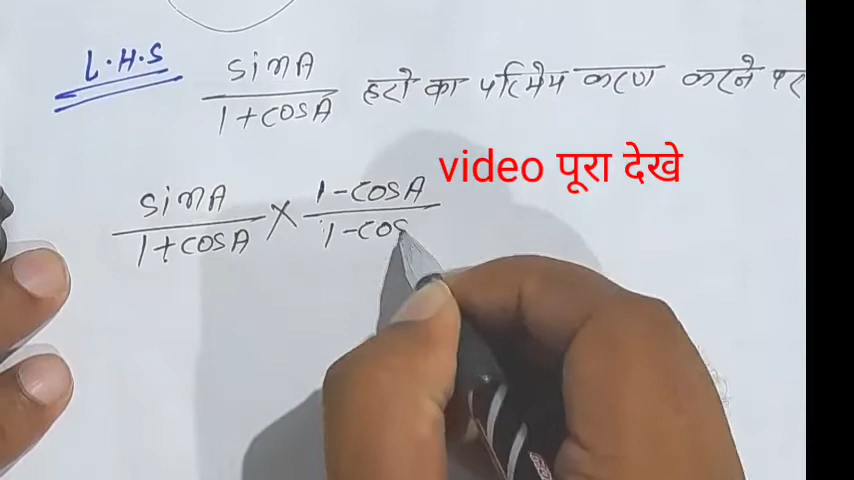 L.H.S sinA / 1+cosA हरो का परिमेय करण करने पर
video पूरा देखे
sinA / 1+cosA × 1-cosA / 1-cos